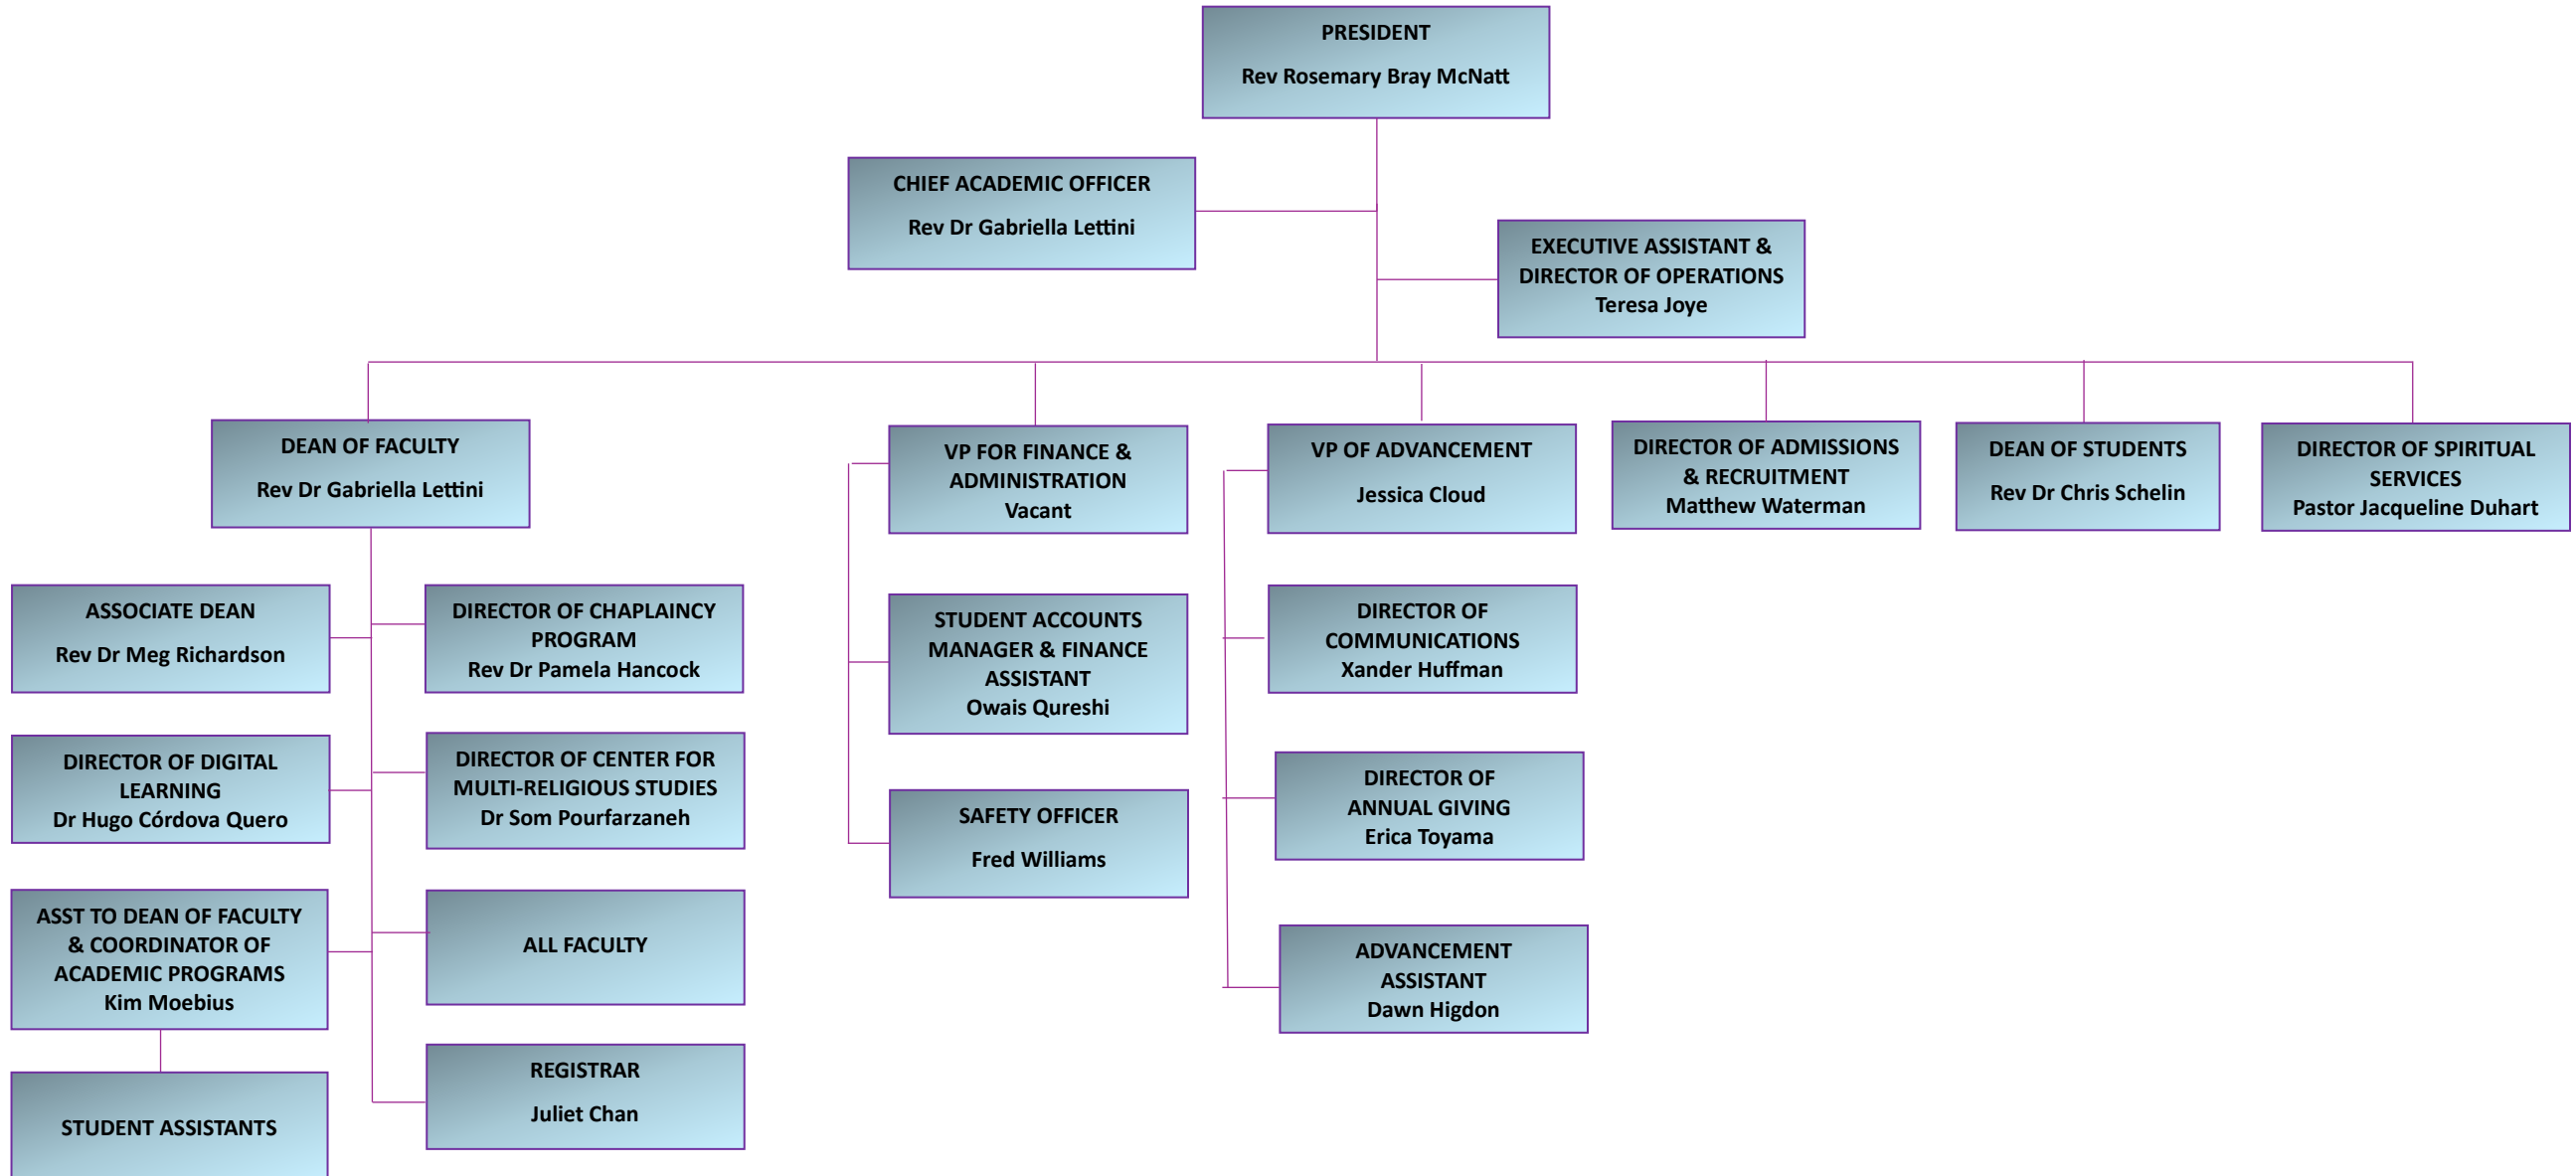 PRESIDENT
Rev Rosemary Bray McNatt
CHIEF ACADEMIC OFFICER
Rev Dr Gabriella Lettini
EXECUTIVE ASSISTANT &
DIRECTOR OF OPERATIONS
Teresa Joye
DEAN OF FACULTY
Rev Dr Gabriella Lettini
VP FOR FINANCE &
ADMINISTRATION
Vacant
VP OF ADVANCEMENT
Jessica Cloud
DIRECTOR OF ADMISSIONS
& RECRUITMENT
Matthew Waterman
DEAN OF STUDENTS
Rev Dr Chris Schelin
DIRECTOR OF SPIRITUAL
SERVICES
Pastor Jacqueline Duhart
ASSOCIATE DEAN
Rev Dr Meg Richardson
DIRECTOR OF CHAPLAINCY
PROGRAM
Rev Dr Pamela Hancock
STUDENT ACCOUNTS
MANAGER & FINANCE
ASSISTANT
Owais Qureshi
DIRECTOR OF
COMMUNICATIONS
Xander Huffman
DIRECTOR OF DIGITAL
LEARNING
Dr Hugo Córdova Quero
DIRECTOR OF CENTER FOR
MULTI-RELIGIOUS STUDIES
Dr Som Pourfarzaneh
SAFETY OFFICER
Fred Williams
DIRECTOR OF
ANNUAL GIVING
Erica Toyama
ASST TO DEAN OF FACULTY
& COORDINATOR OF
ACADEMIC PROGRAMS
Kim Moebius
ALL FACULTY
ADVANCEMENT
ASSISTANT
Dawn Higdon
STUDENT ASSISTANTS
REGISTRAR
Juliet Chan